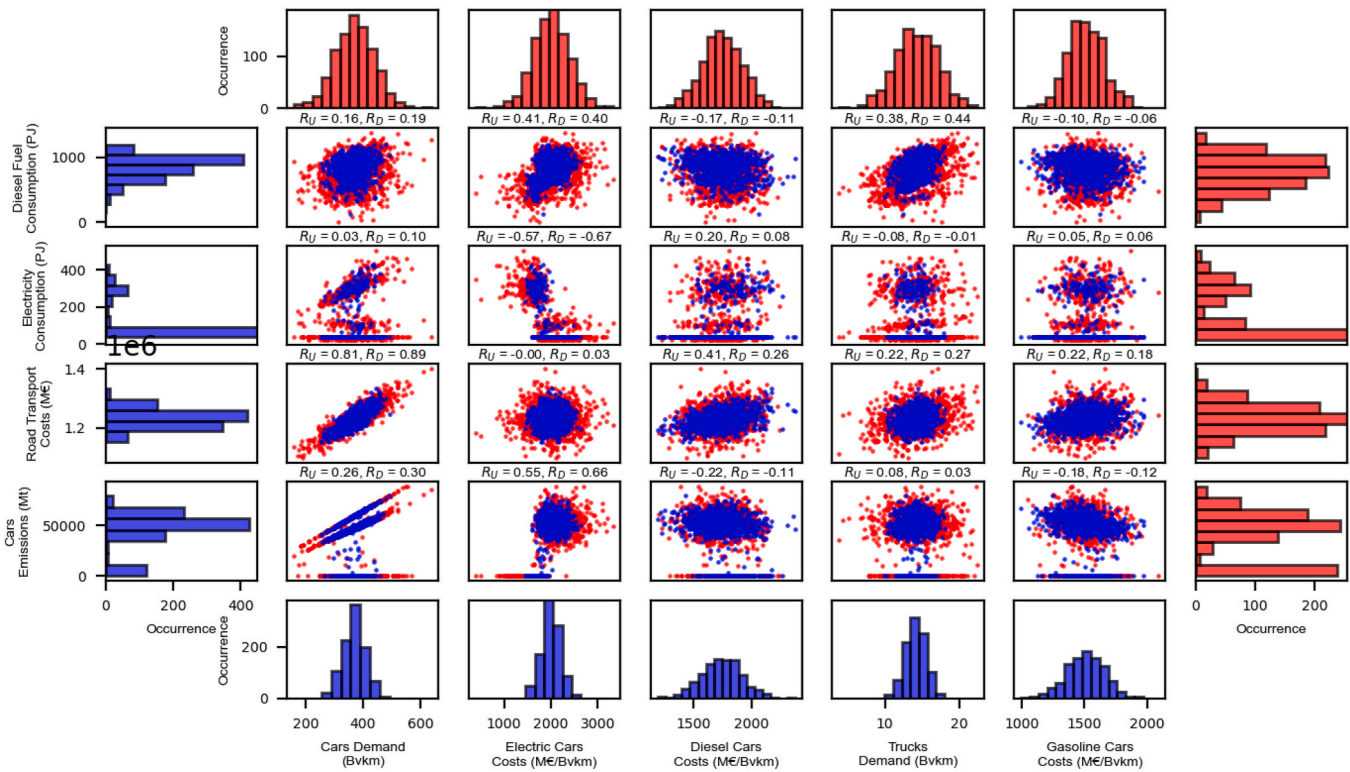 Occurrence
100
0
R_U = 0.16, R_D = 0.19
R_U = 0.41, R_D = 0.40
R_U = -0.17, R_D = -0.11
R_U = 0.38, R_D = 0.44
R_U = -0.10, R_D = -0.06
Diesel Fuel
Consumption (PJ)
1000
0
R_U = 0.03, R_D = 0.10
R_U = -0.57, R_D = -0.67
R_U = 0.20, R_D = 0.08
R_U = -0.08, R_D = -0.01
R_U = 0.05, R_D = 0.06
Electricity
Consumption (PJ)
400
200
0
1e6
R_U = 0.81, R_D = 0.89
R_U = -0.00, R_D = 0.03
R_U = 0.41, R_D = 0.26
R_U = 0.22, R_D = 0.27
R_U = 0.22, R_D = 0.18
Road Transport
Costs (M€)
1.4
1.2
R_U = 0.26, R_D = 0.30
R_U = 0.55, R_D = 0.66
R_U = -0.22, R_D = -0.11
R_U = 0.08, R_D = 0.03
R_U = -0.18, R_D = -0.12
Cars
Emissions (Mt)
50000
0
0 200 400
Occurrence
0 100 200
Occurrence
Occurrence
200
0
200 400 600
1000 2000 3000
1500 2000
10 20
1000 1500 2000
Cars Demand
(Bvkm)
Electric Cars
Costs (M€/Bvkm)
Diesel Cars
Costs (M€/Bvkm)
Trucks
Demand (Bvkm)
Gasoline Cars
Costs (M€/Bvkm)